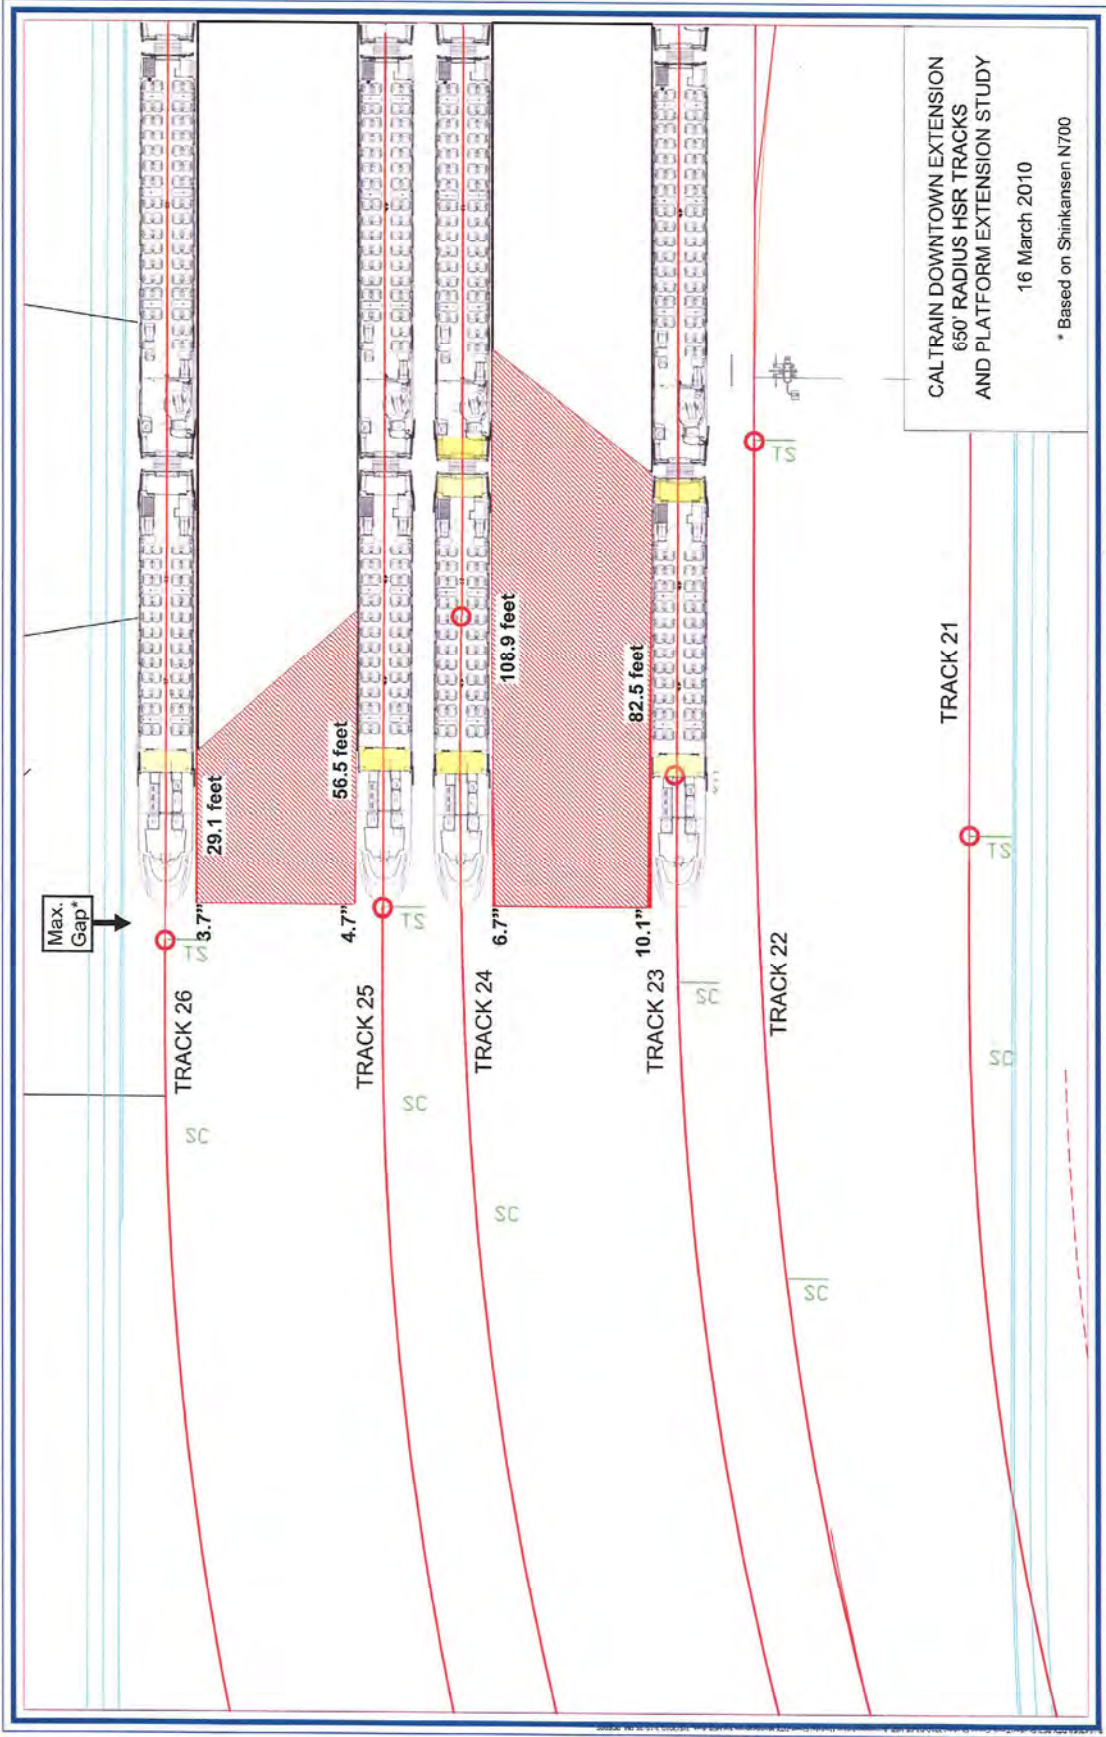 CALTRAIN DOWNTOWN EXTENSION
650' RADIUS HSR TRACKS
AND PLATFORM EXTENSION STUDY
16 March 2010
* Based on Shinkansen N700
Max.
Gap*
TS
3.7"
29.1 feet
TRACK 26
SC
56.5 feet
4.7"
TS
TRACK 25
SC
108.9 feet
6.7"
TRACK 24
SC
82.5 feet
10.1"
TRACK 23
SC
TS
TRACK 22
SC
TRACK 21
TS
SC